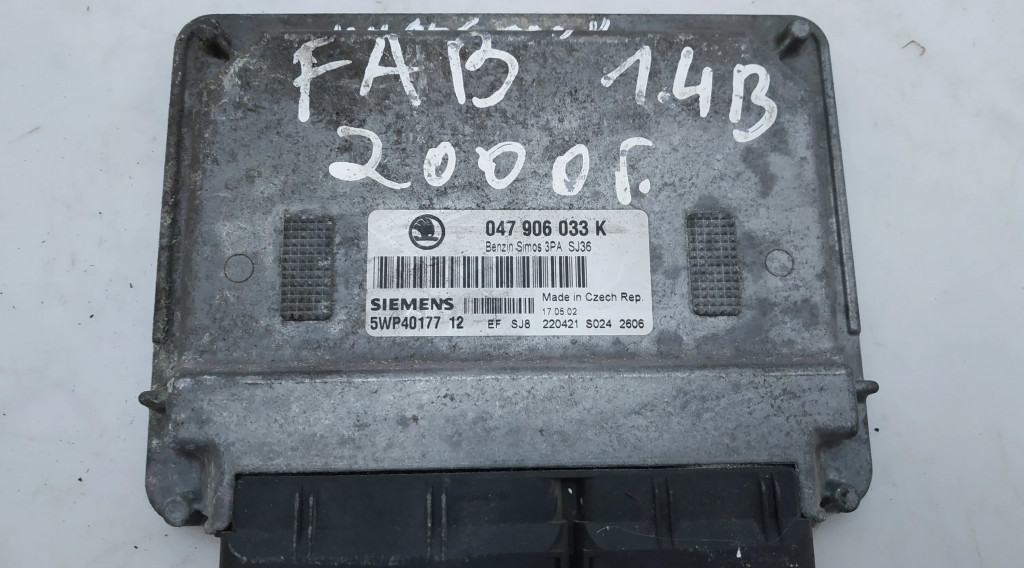 FAB 1.4B
2000г.
047 906 033 K
Benzin Simos 3PA SJ36
SIEMENS Made in Czech Rep.
17 05 02
5WP40177 12 EF SJ8 220421 S024 2606